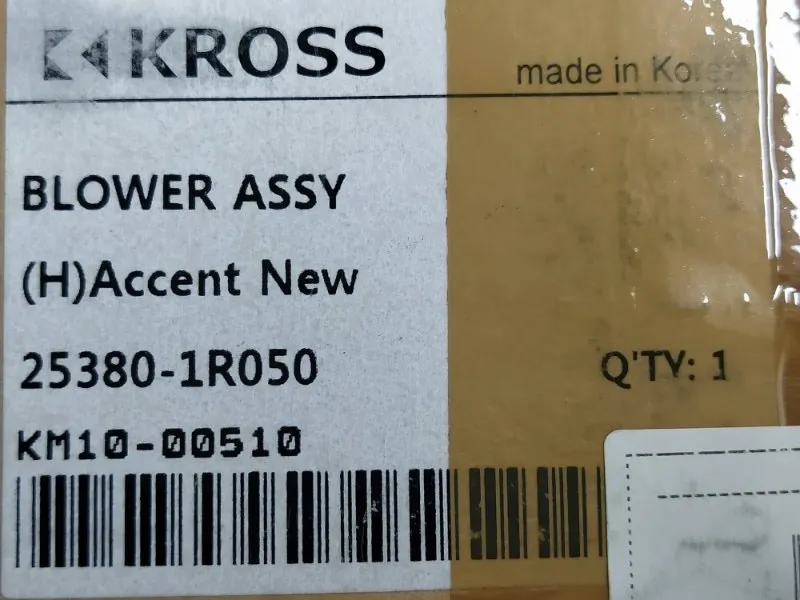 KROSS
made in Korea
BLOWER ASSY
(H)Accent New
25380-1R050
Q'TY: 1
KM10-00510